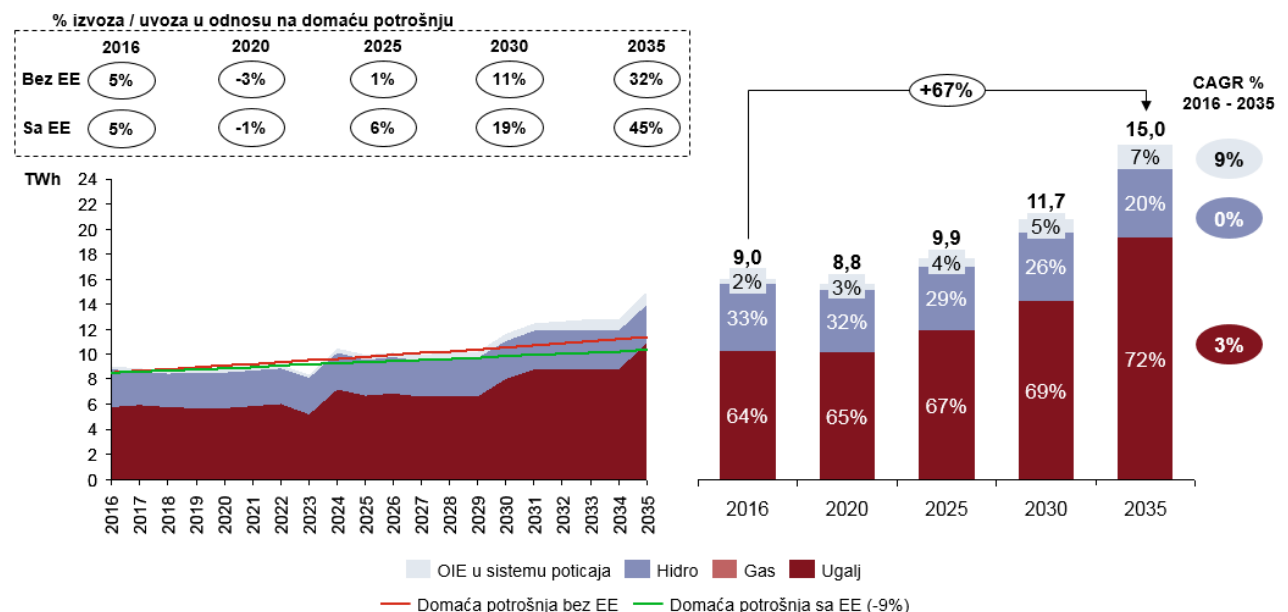 % izvoza / uvoza u odnosu na domaću potrošnju
2016 2020 2025 2030 2035
Bez EE 5% -3% 1% 11% 32%
Sa EE 5% -1% 6% 19% 45%
TWh
24
22
20
18
16
14
12
10
8
6
4
2
0
2016 2017 2018 2019 2020 2021 2022 2023 2024 2025 2026 2027 2028 2029 2030 2031 2032 2033 2034 2035
+67%
CAGR %
2016 - 2035
9,0 8,8 9,9 11,7 15,0
2% 3% 4% 5% 7% 9%
33% 32% 29% 26% 20% 0%
64% 65% 67% 69% 72% 3%
2016 2020 2025 2030 2035
OIE u sistemu poticaja Hidro Gas Ugalj
Domaća potrošnja bez EE Domaća potrošnja sa EE (-9%)